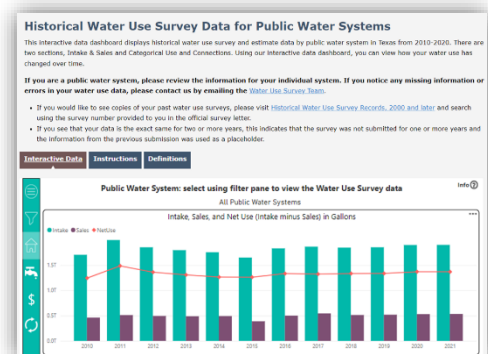 Historical Water Use Survey Data for Public Water Systems
This interactive data dashboard displays historical water use survey and estimate data by public water system in Texas from 2010-2020. There are
two sections, Intake & Sales and Categorical Use and Connections. Using our Interactive data dashboard, you can view how your water use has
changed over time.
If you are a public water system, please review the information for your individual system. If you notice any missing information or
errors in your water use data, please contact us by emailing the Water Use Survey Team.
• If you would like to see copies of your past water use surveys, please visit Historical Water Use Survey Records, 2000 and later and search
using the survey number provided to you in the official survey letter.
• If you see that your data is the exact same for two or more years, this indicates that the survey was not submitted for one or more years and
the information from the previous submission was used as a placeholder.
Interactive Data Instructions Definitions
Public Water System: select using filter pane to view the Water Use Survey data Info ?
All Public Water Systems
Intake, Sales, and Net Use (Intake minus Sales) in Gallons
Intake Sales NetUse
1.0T
0.5T
0.0T
2010 2011 2012 2013 2014 2015 2016 2017 2018 2019 2020 2021
$